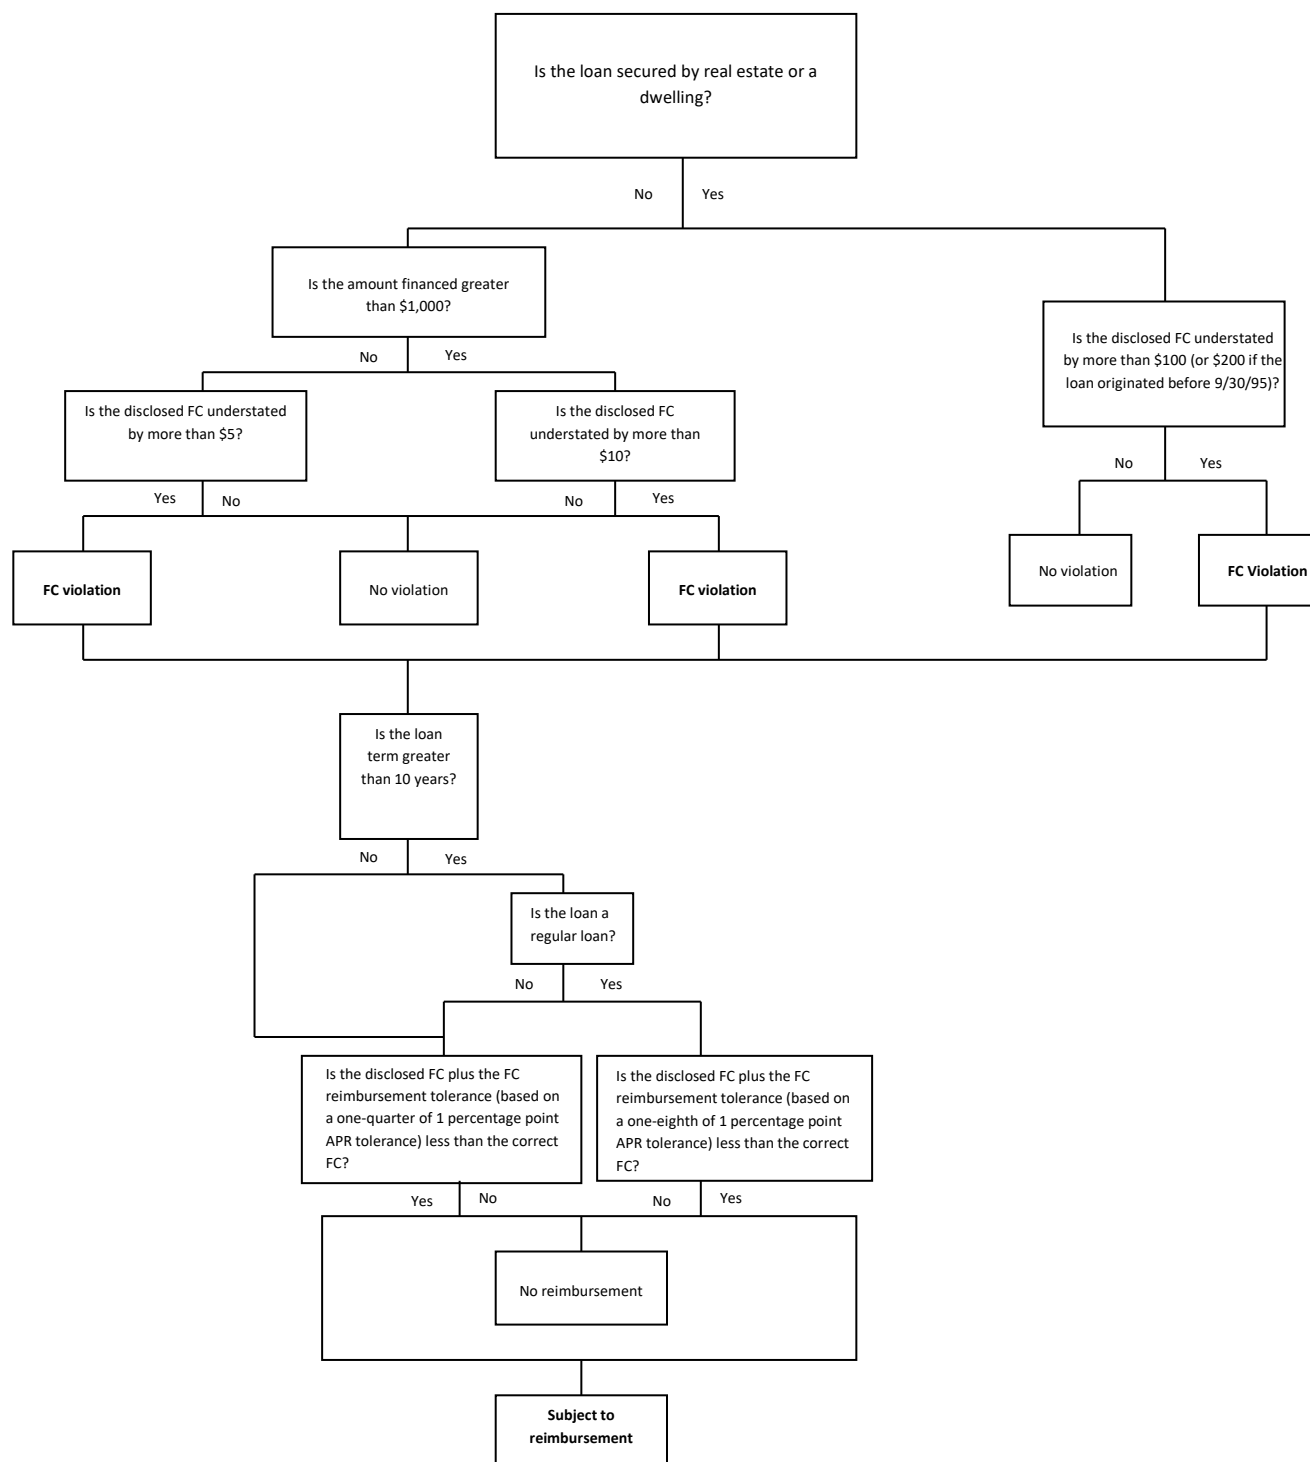 Is the loan secured by real estate or a
dwelling?
No
Yes
Is the amount financed greater
than $1,000?
Is the disclosed FC understated
by more than $100 (or $200 if the
loan originated before 9/30/95)?
No
Yes
Is the disclosed FC understated
by more than $5?
Is the disclosed FC
understated by more than
$10?
No
Yes
Yes
No
No
Yes
FC violation
No violation
FC violation
No violation
FC Violation
Is the loan
term greater
than 10 years?
No
Yes
Is the loan a
regular loan?
No
Yes
Is the disclosed FC plus the FC
reimbursement tolerance (based on
a one-quarter of 1 percentage point
APR tolerance) less than the correct
FC?
Is the disclosed FC plus the FC
reimbursement tolerance (based on
a one-eighth of 1 percentage point
APR tolerance) less than the correct
FC?
Yes
No
No
Yes
No reimbursement
Subject to
reimbursement